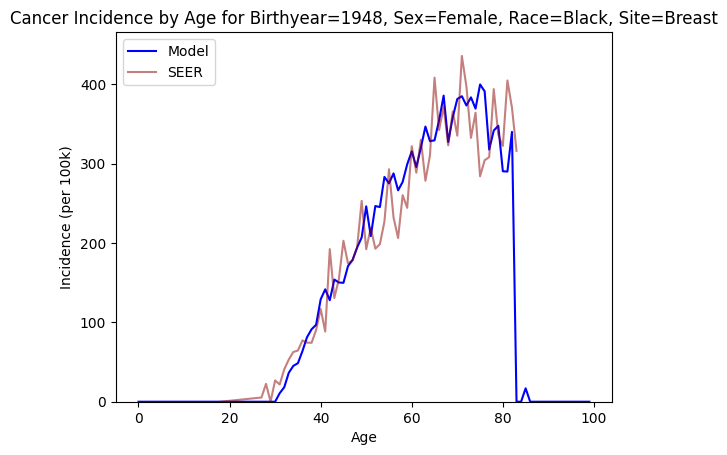 Cancer Incidence by Age for Birthyear=1948, Sex=Female, Race=Black, Site=Breast
Model
SEER
400
300
200
100
0
Incidence (per 100k)
0 20 40 60 80 100
Age